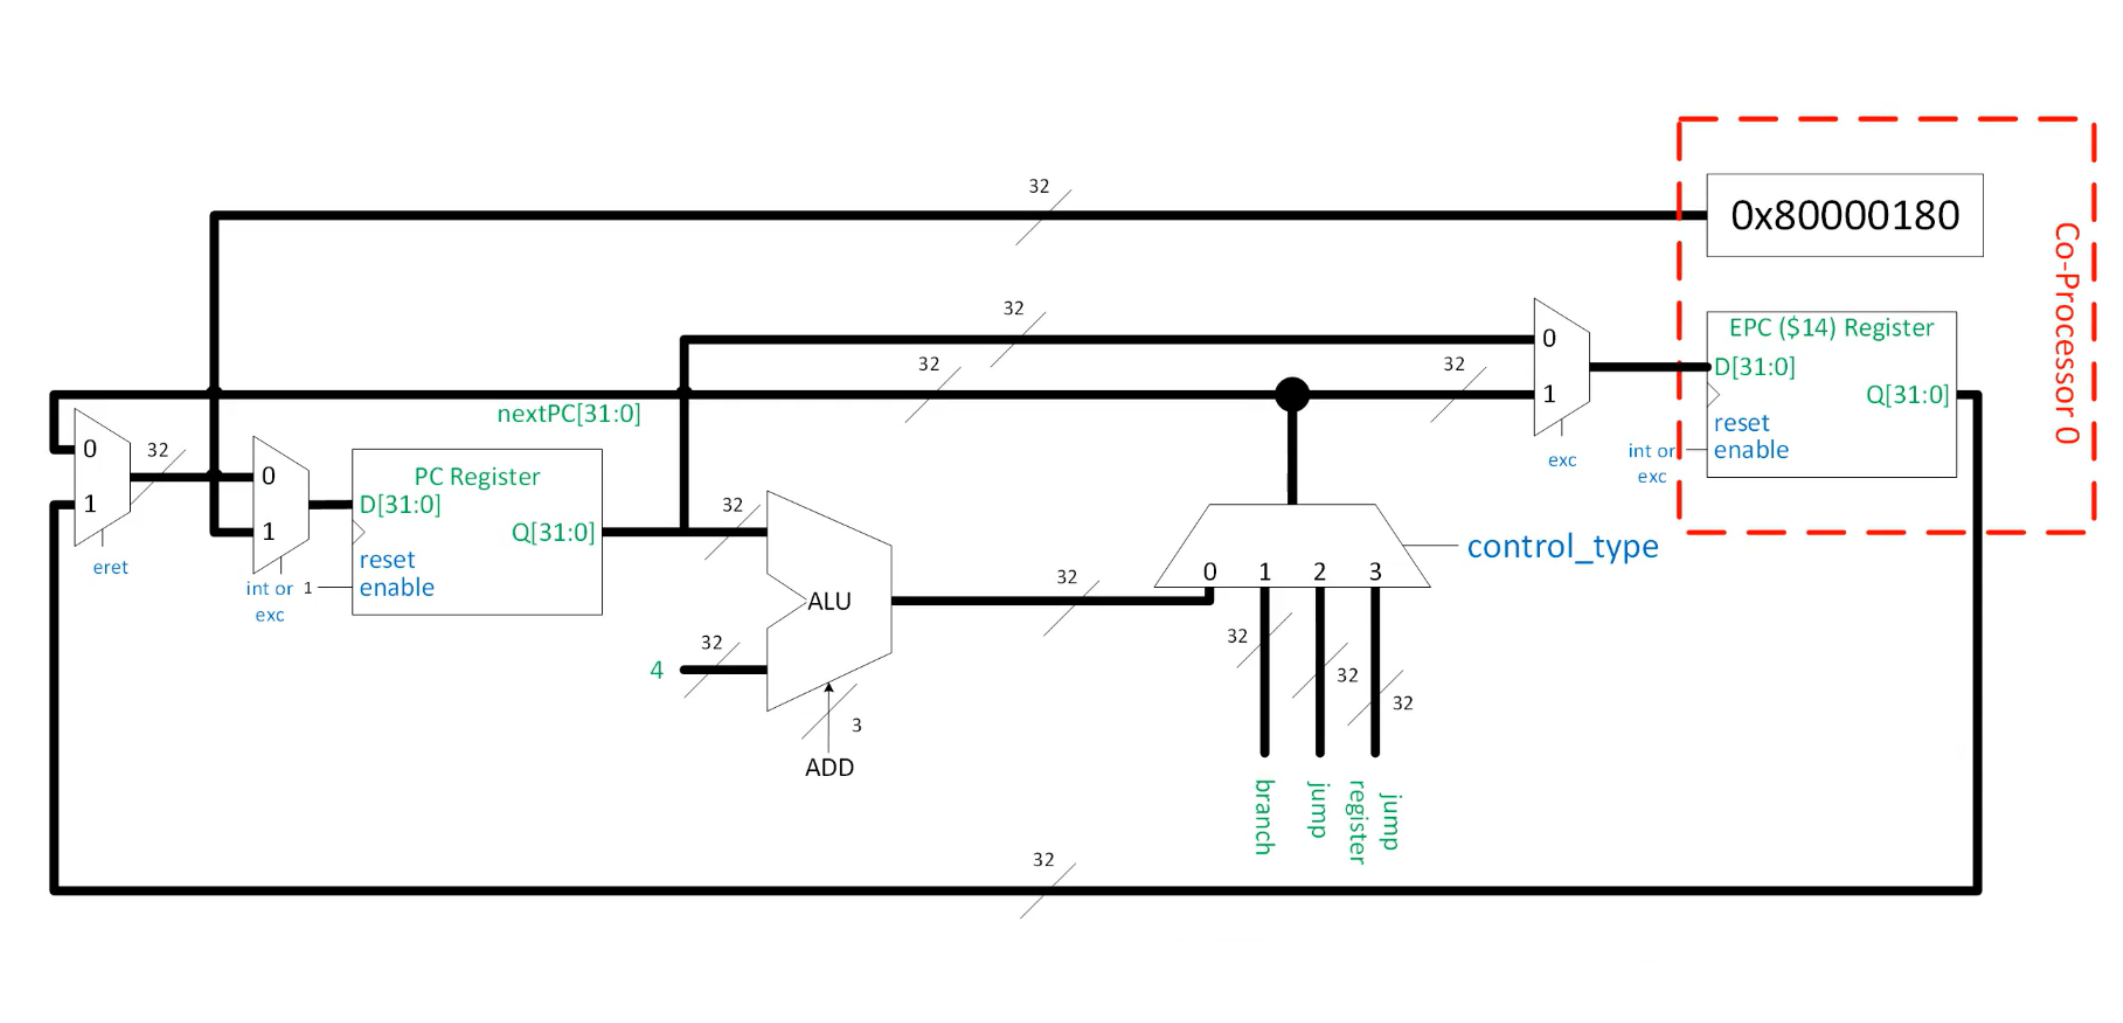 32
0x80000180
Co-Processor 0
32
0
EPC ($14) Register
32
32
D[31:0]
1
Q[31:0]
nextPC[31:0]
reset
0
32
int or
exc
enable
exc
1
eret
0
1
int or
exc
PC Register
D[31:0]
Q[31:0]
reset
1
enable
32
ALU
32
4
3
ADD
32
0
1
2
3
control_type
32
32
32
branch
jump
jump
register
32